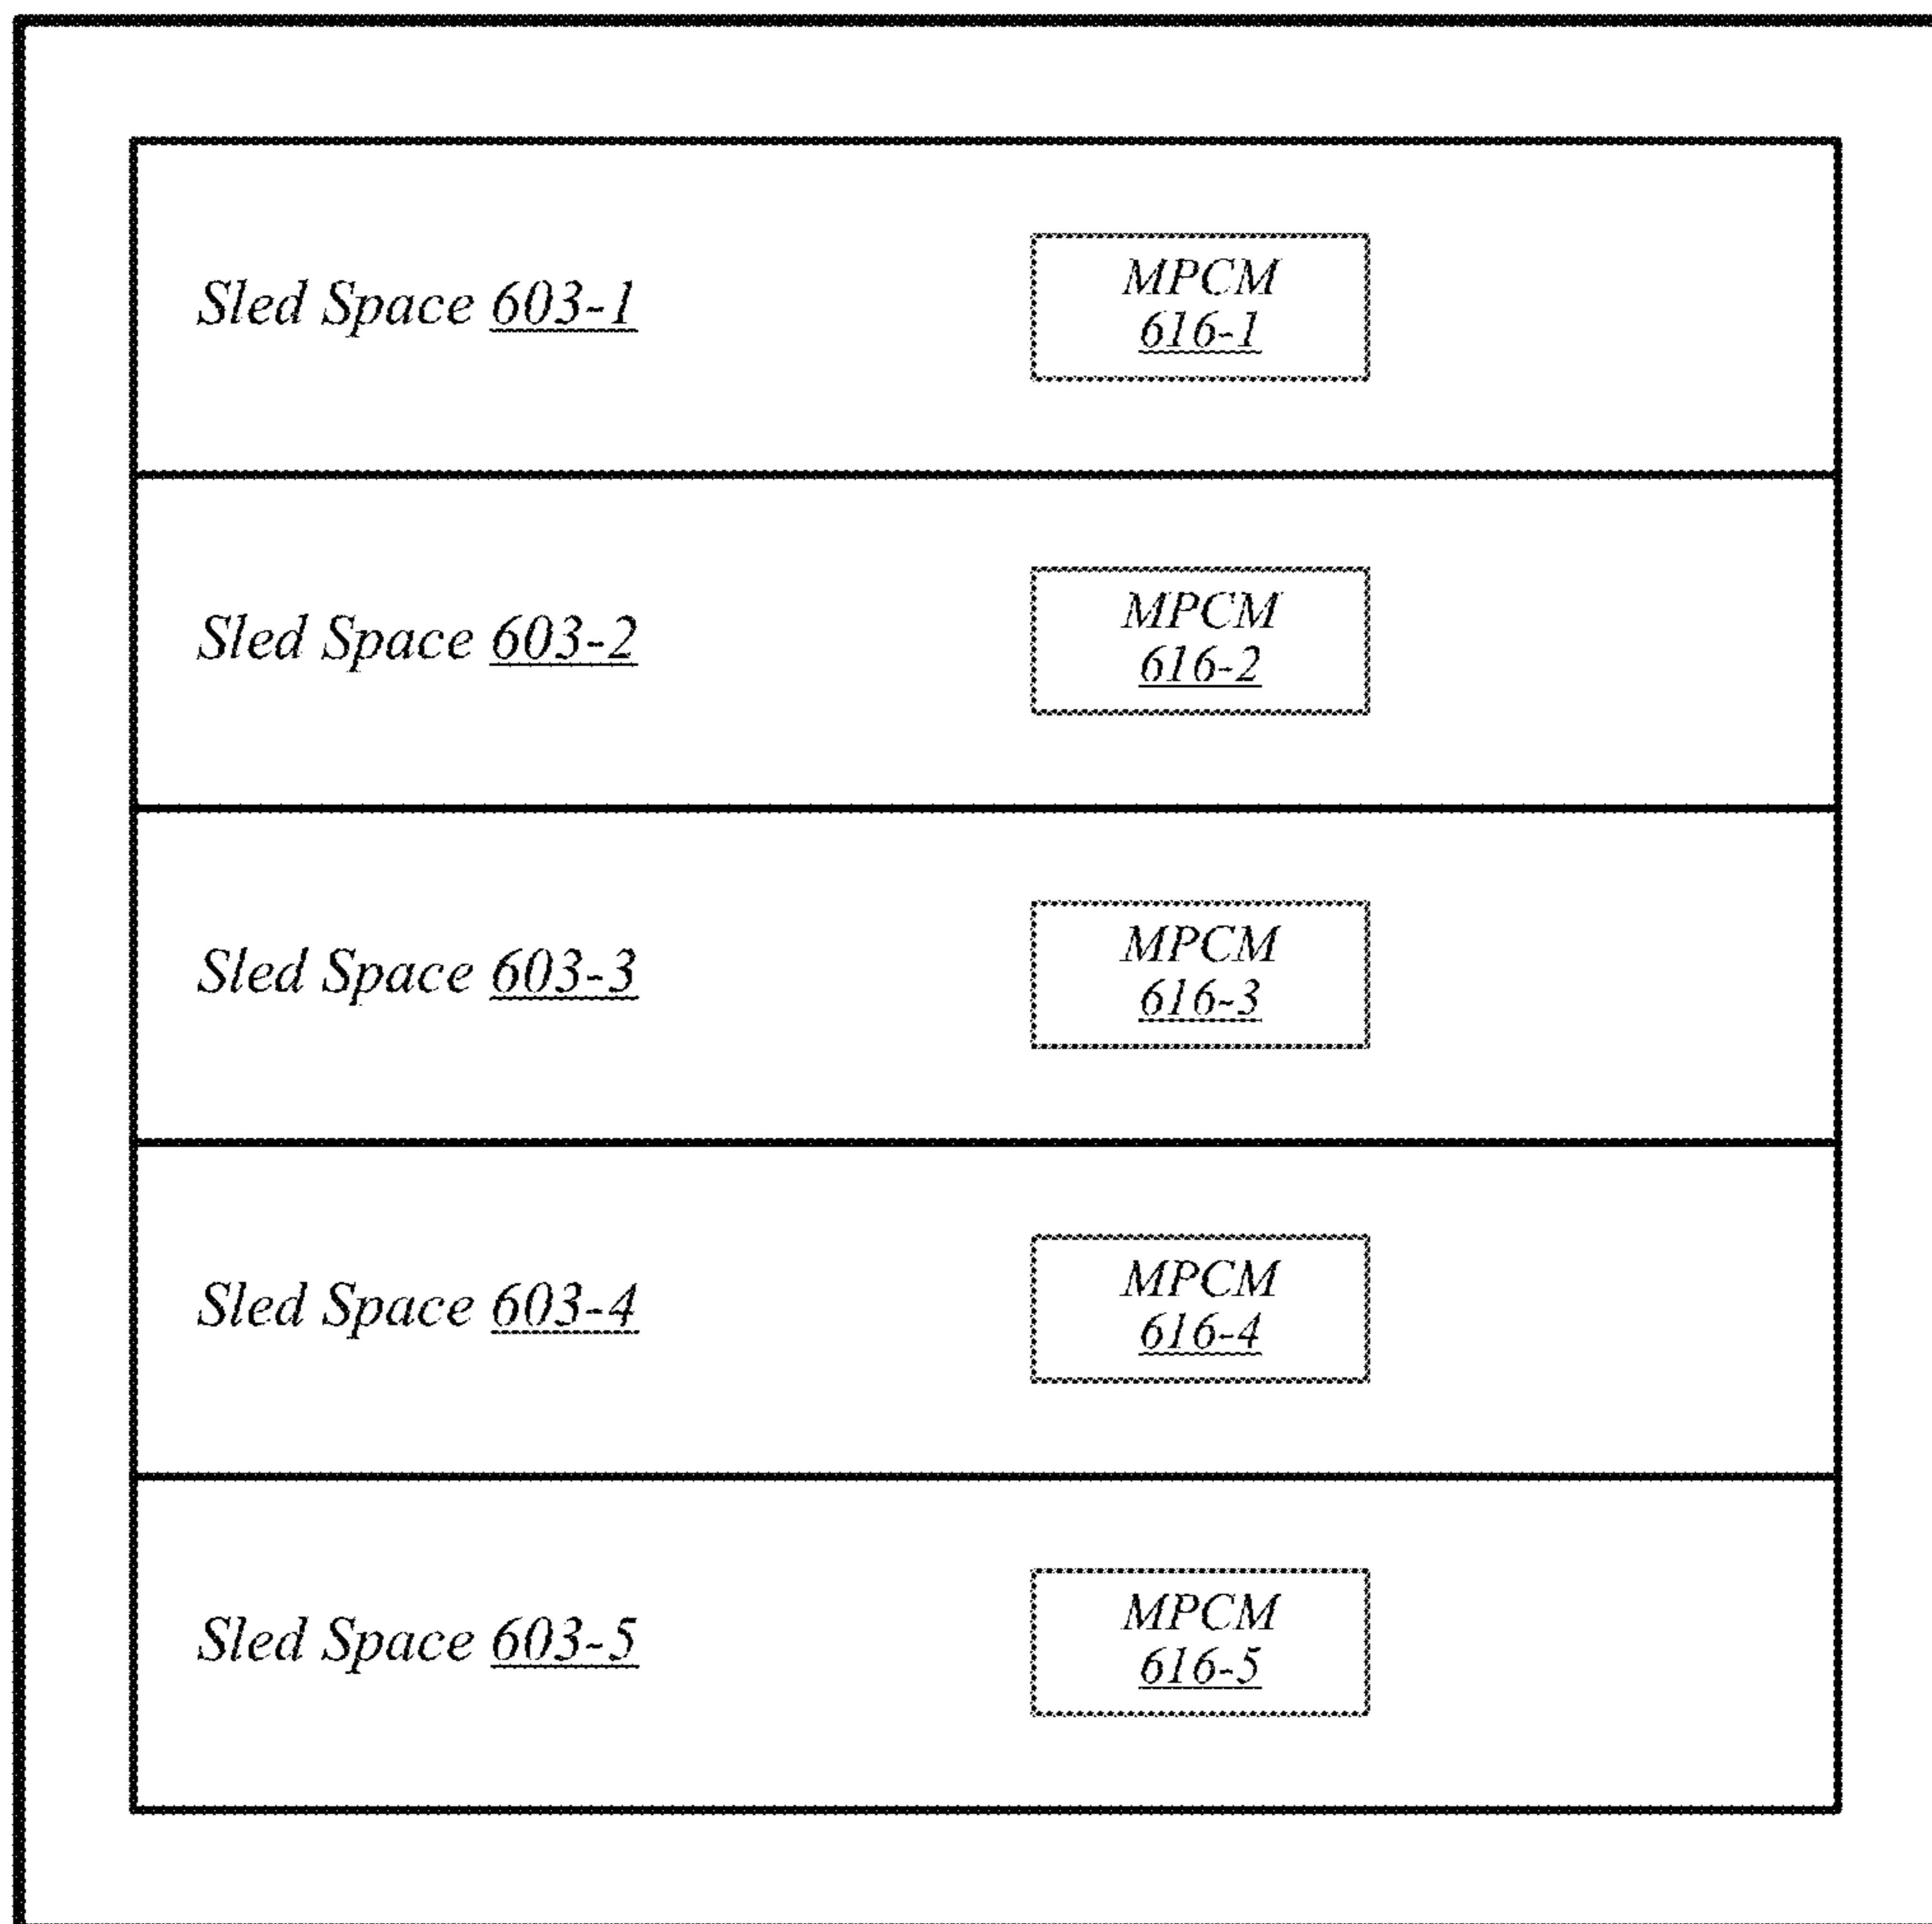 Sled Space 603-1
MPCM
616-1
Sled Space 603-2
MPCM
616-2
Sled Space 603-3
MPCM
616-3
Sled Space 603-4
MPCM
616-4
Sled Space 603-5
MPCM
616-5